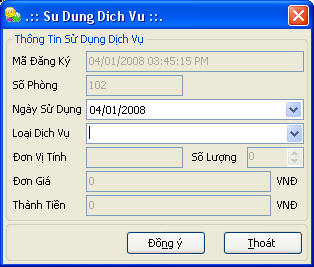 .:: Su Dung Dich Vu ::.
Thông Tin Sử Dụng Dịch Vụ
Mã Đăng Ký 04/01/2008 03:45:15 PM
Số Phòng 102
Ngày Sử Dụng 04/01/2008
Loại Dịch Vụ
Đơn Vị Tính Số Lượng 0
Đơn Giá 0 VNĐ
Thành Tiền 0 VNĐ
Đồng ý Thoát